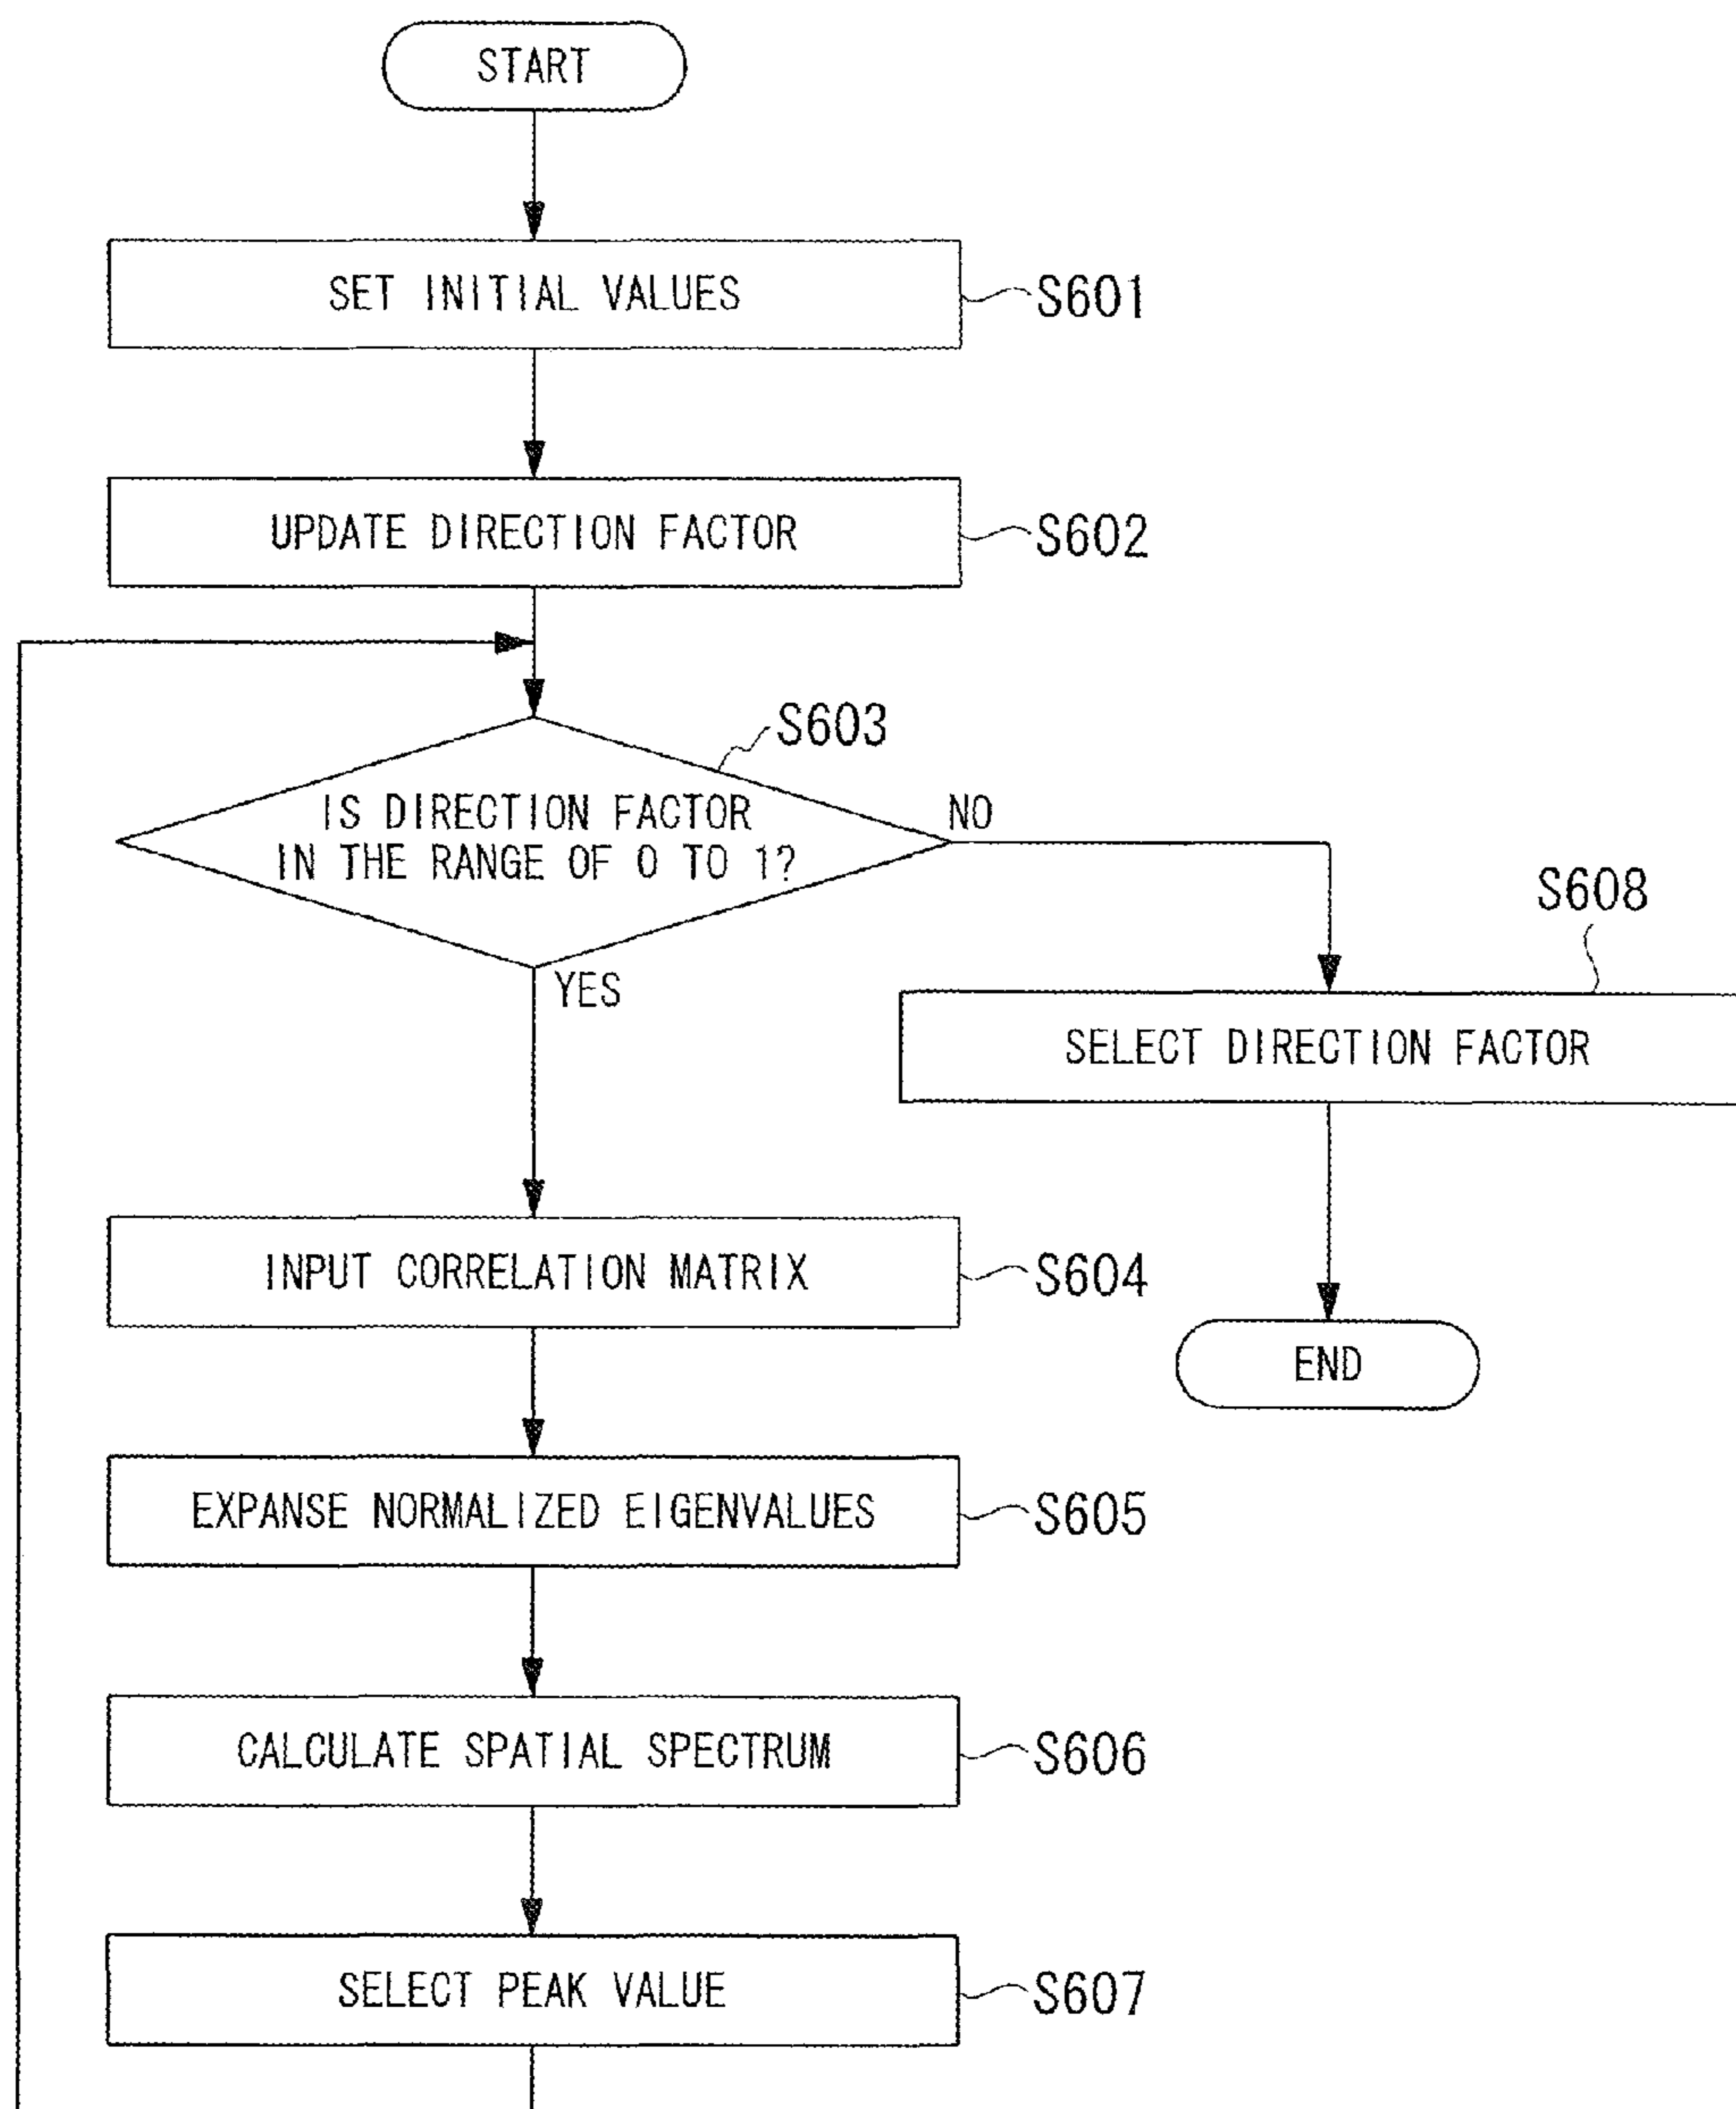 START
SET INITIAL VALUES
S601
UPDATE DIRECTION FACTOR
S602
S603
IS DIRECTION FACTOR
IN THE RANGE OF 0 TO 1?
NO
YES
S608
SELECT DIRECTION FACTOR
INPUT CORRELATION MATRIX
S604
END
EXPANSE NORMALIZED EIGENVALUES
S605
CALCULATE SPATIAL SPECTRUM
S606
SELECT PEAK VALUE
S607